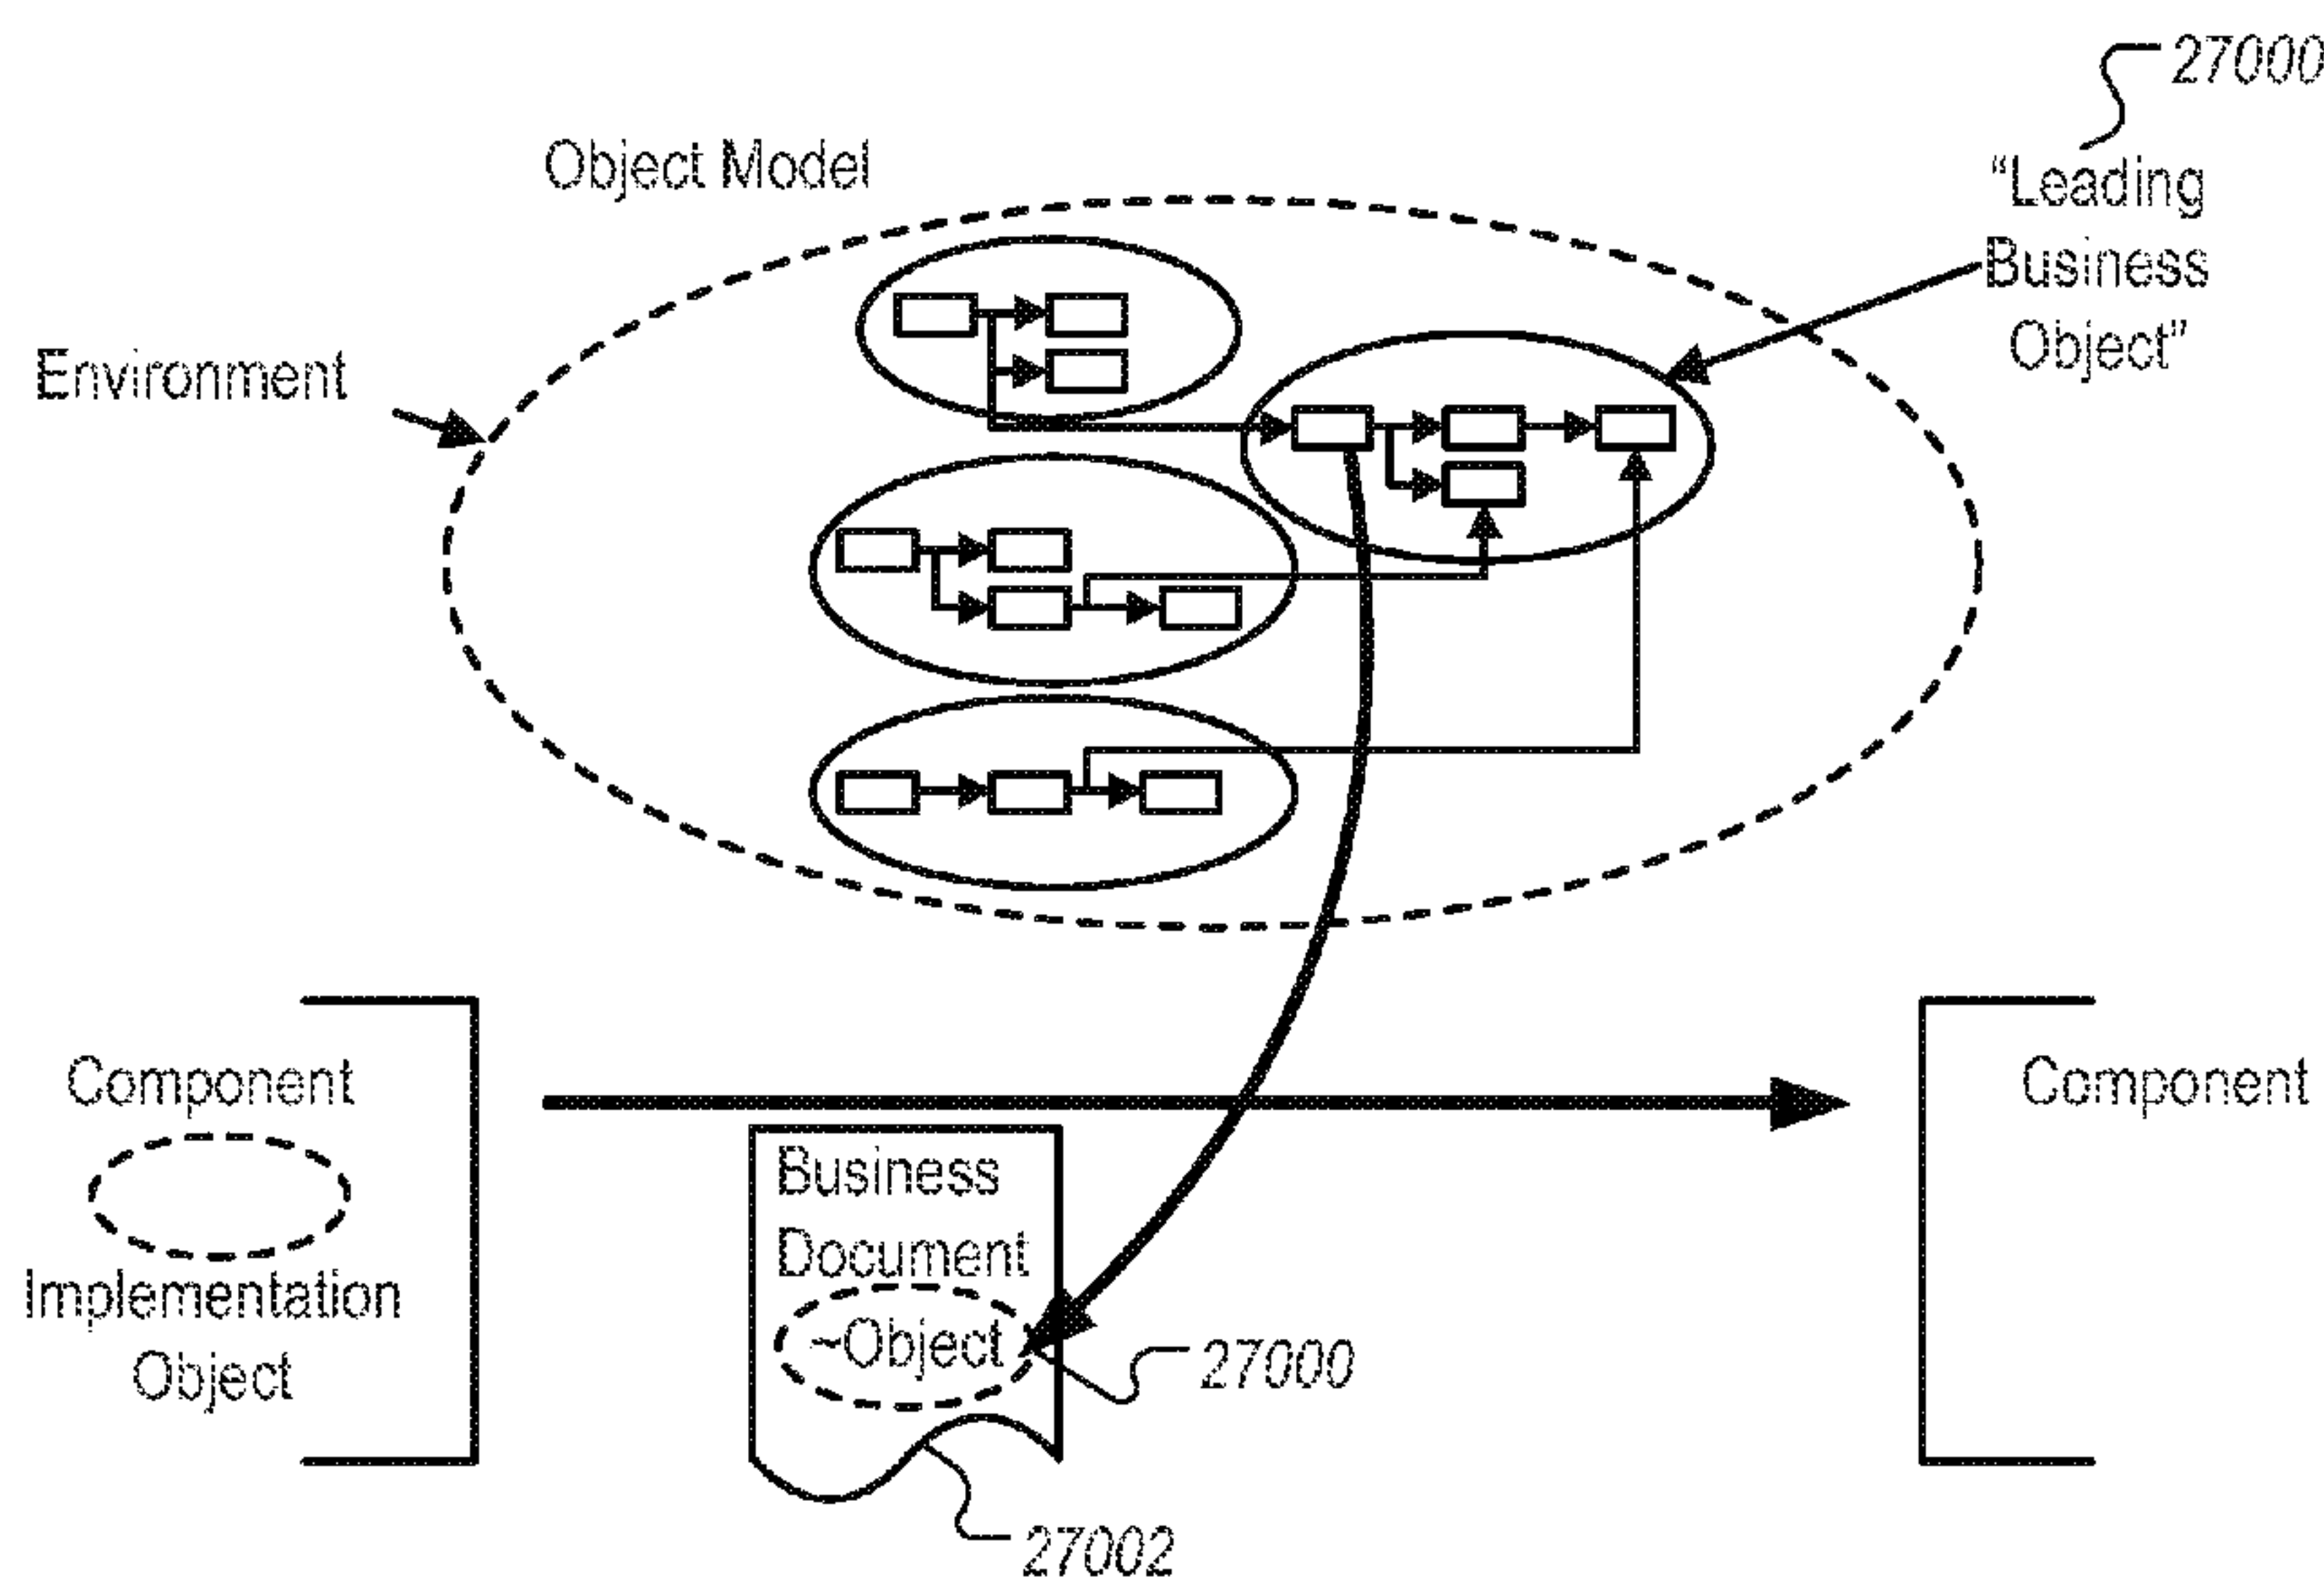 27000
Object Model
"Leading
Business
Object"
Environment
Component
Implementation
Object
Business
Document
~Object
27000
27002
Component